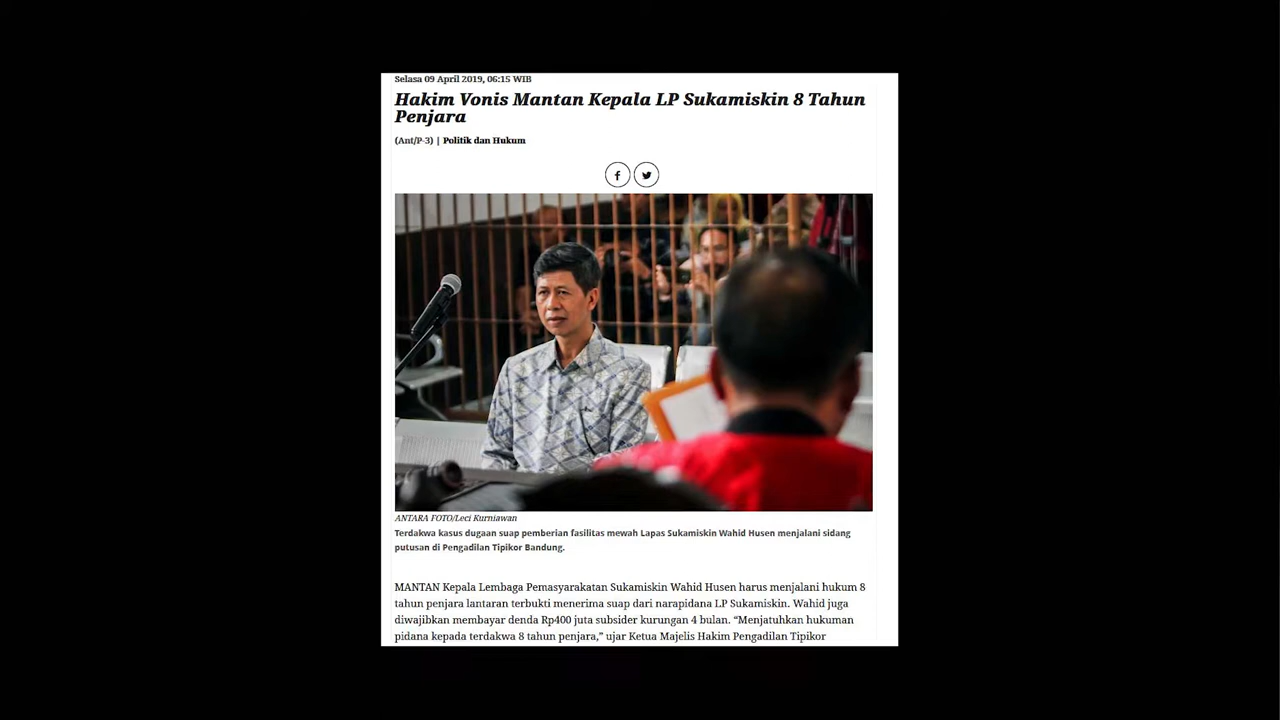 Selasa 09 April 2019, 06:15 WIB
Hakim Vonis Mantan Kepala LP Sukamiskin 8 Tahun
Penjara
(Ant/P-3) | Politik dan Hukum
ANTARA FOTO/Leci Kurniawan
Terdakwa kasus dugaan suap pemberian fasilitas mewah Lapas Sukamiskin Wahid Husen menjalani sidang
putusan di Pengadilan Tipikor Bandung.
MANTAN Kepala Lembaga Pemasyarakatan Sukamiskin Wahid Husen harus menjalani hukum 8
tahun penjara lantaran terbukti menerima suap dari narapidana LP Sukamiskin. Wahid juga
diwajibkan membayar denda Rp400 juta subsider kurungan 4 bulan. “Menjatuhkan hukuman
pidana kepada terdakwa 8 tahun penjara,” ujar Ketua Majelis Hakim Pengadilan Tipikor